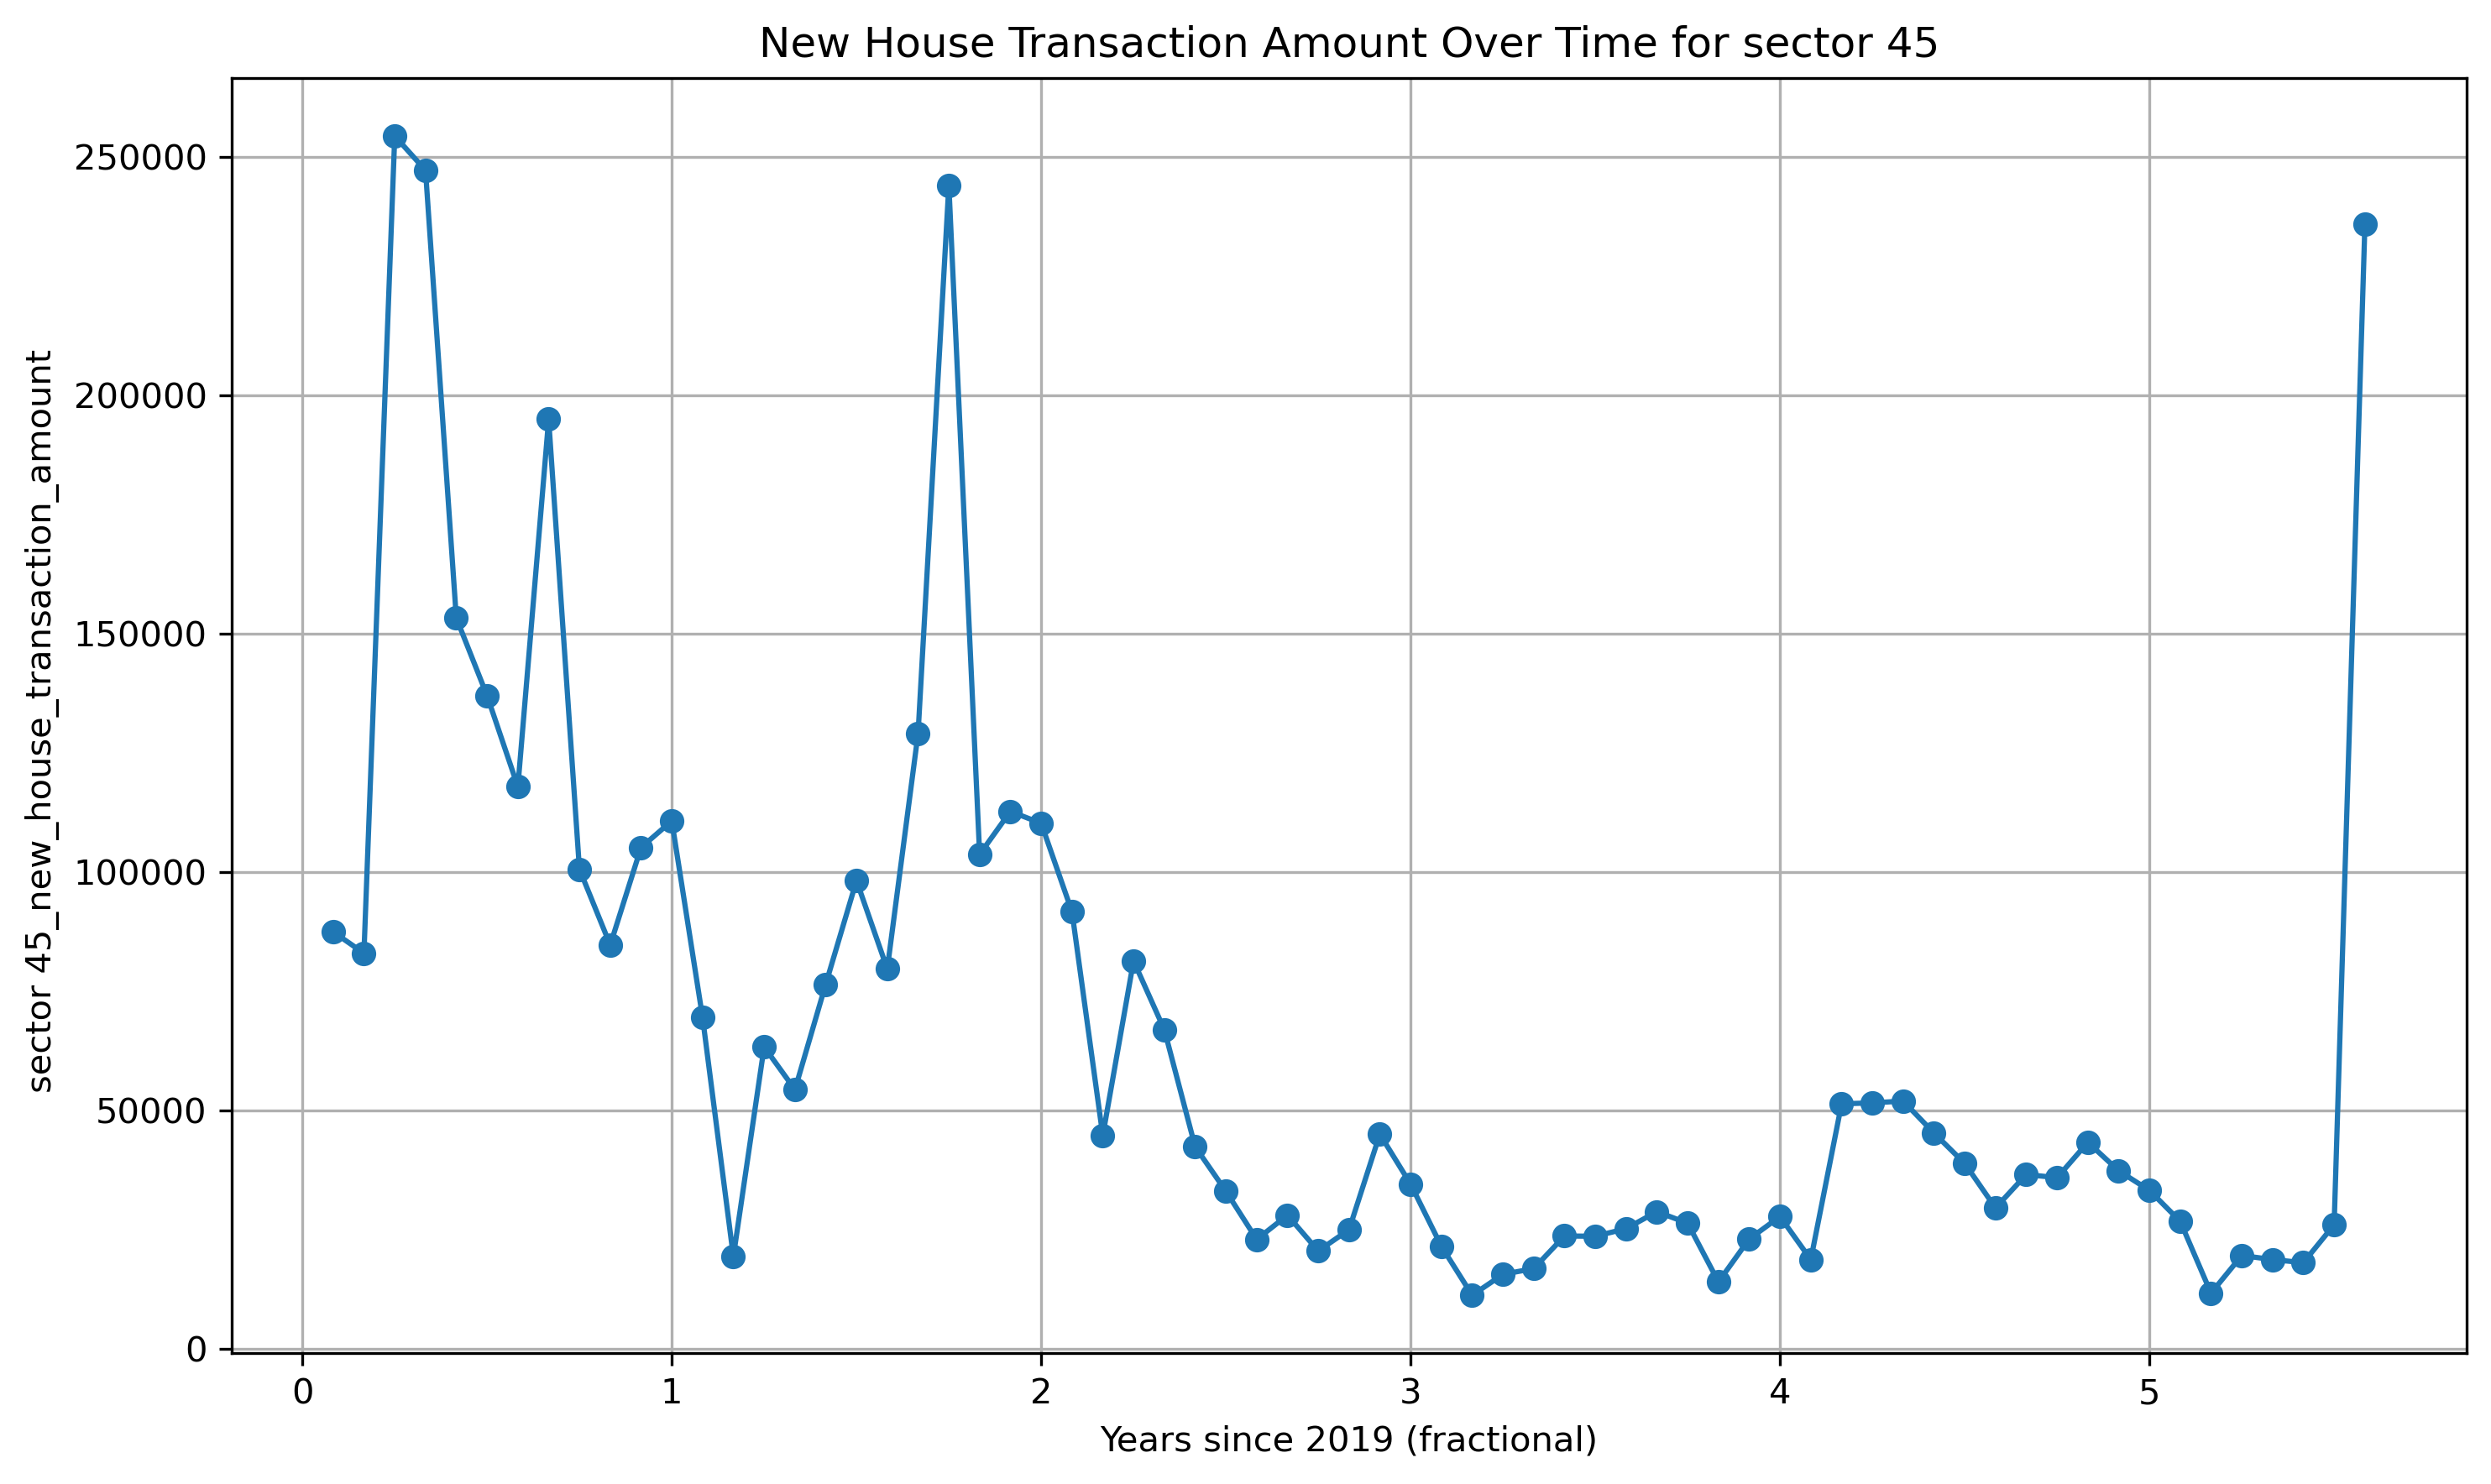 New House Transaction Amount Over Time for sector 45
sector 45_new_house_transaction_amount
250000
200000
150000
100000
50000
0
0 1 2 3 4 5
Years since 2019 (fractional)